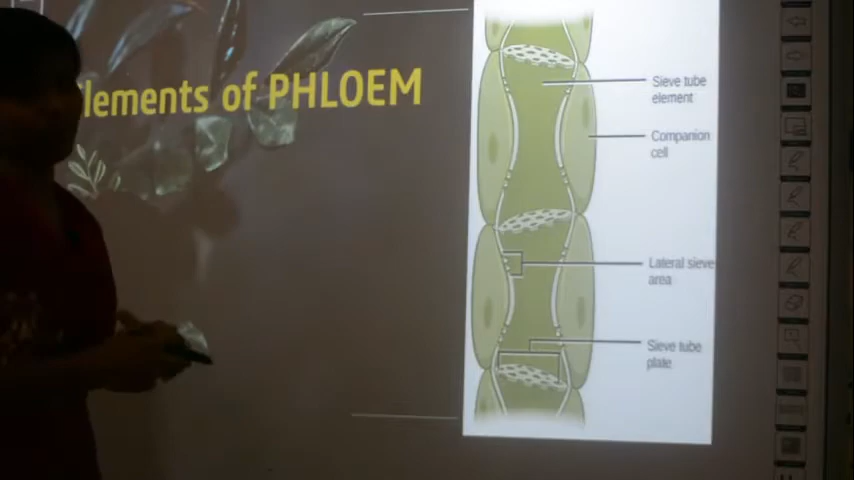 lements of PHLOEM
Sieve tube
element
Companion
cell
Lateral sieve
area
Sieve tube
plate